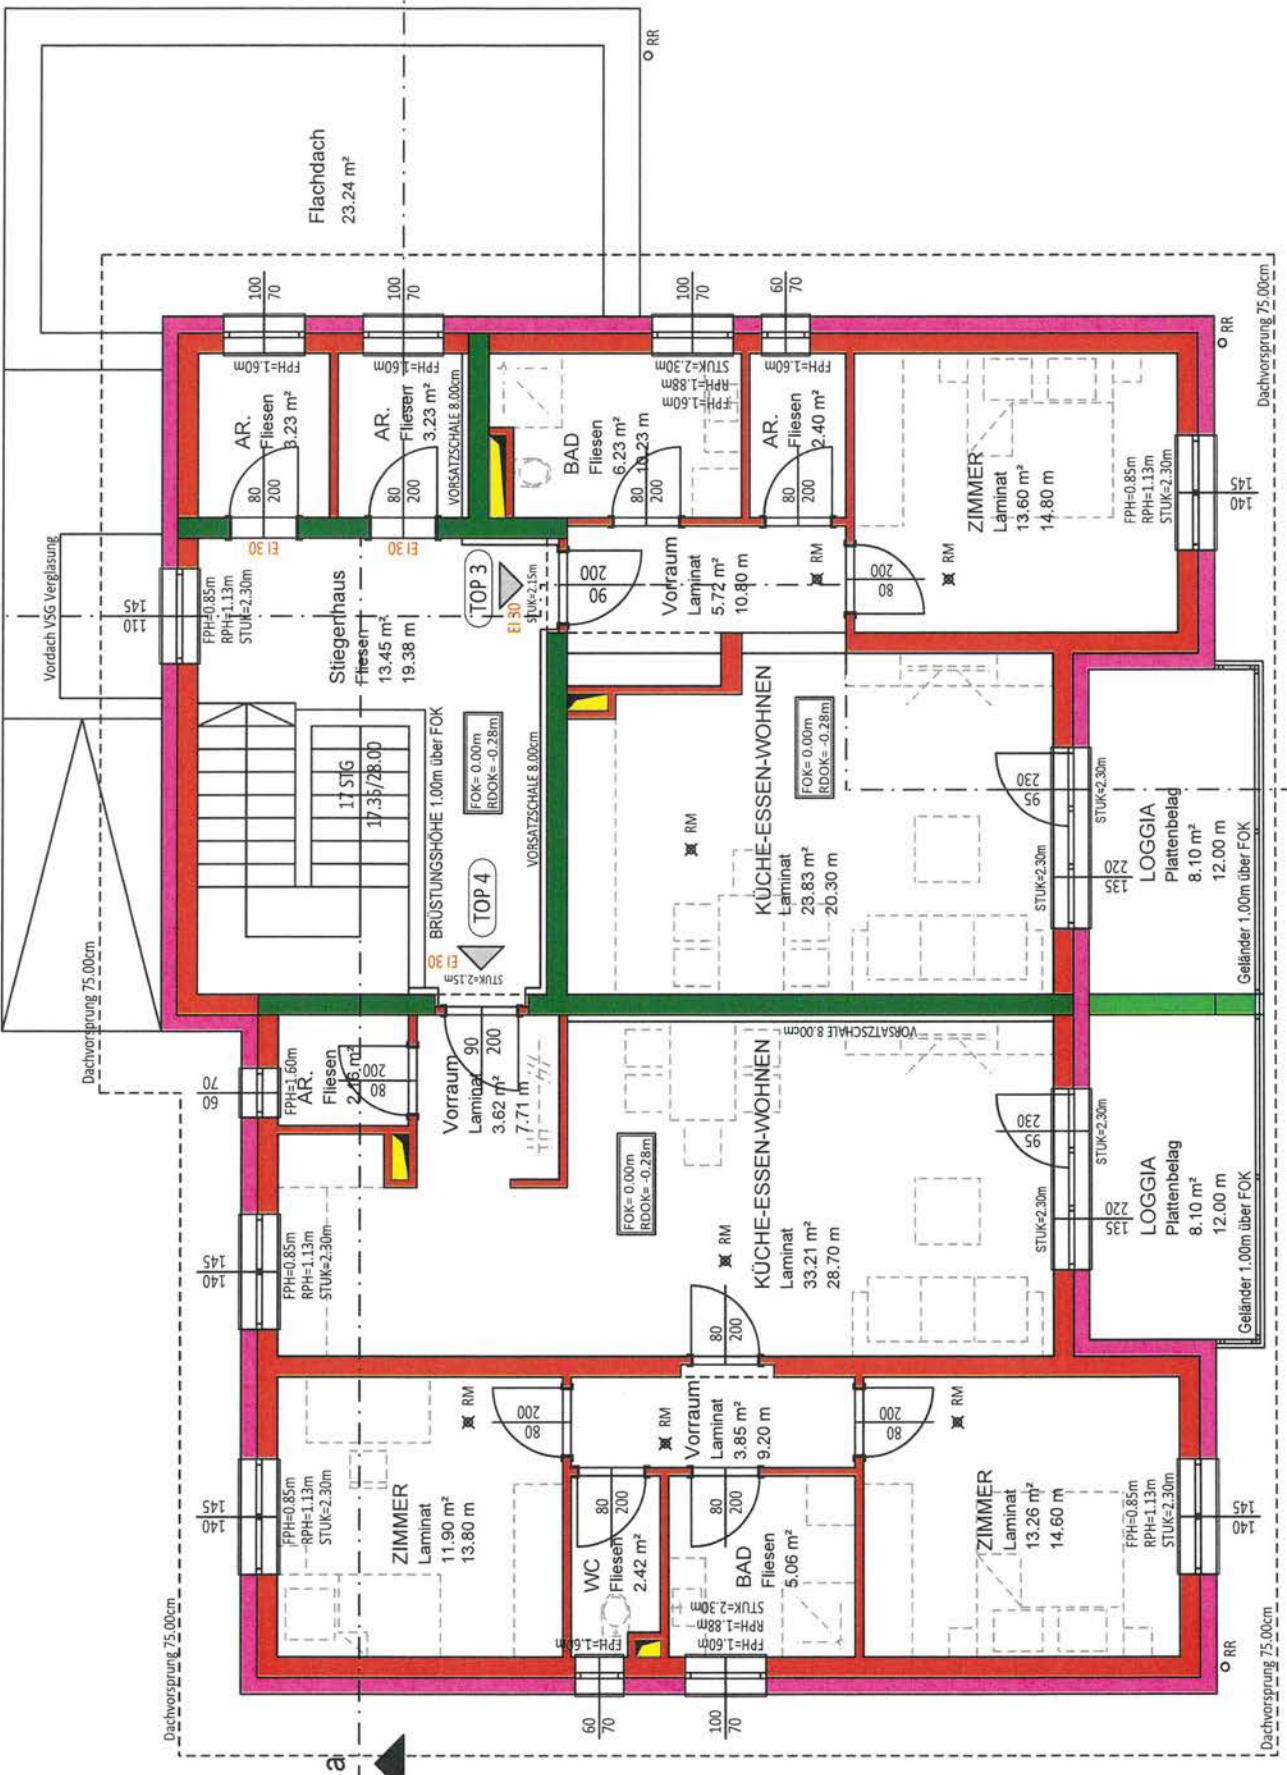 RR
Flachdach
23.24 m²
Vordach VSG Verglasung
Dachvorsprung 75.00cm
Dachvorsprung 75.00cm
Dachvorsprung 75.00cm
Dachvorsprung 75.00cm
100
70
100
70
100
70
60
70
FPH=1.60m
AR.
Fliesen
3.23 m²
80
200
EI 30
FPH=1.60m
AR.
Fliesen
3.23 m²
80
200
EI 30
VORSATZSCHALE 8.00cm
BAD
Fliesen
6.23 m²
10.23 m
80
200
STUK=2.30m
RPH=1.88m
FPH=1.60m
AR.
Fliesen
2.40 m²
80
200
FPH=1.60m
ZIMMER
Laminat
13.60 m²
14.80 m
FPH=0.85m
RPH=1.13m
STUK=2.30m
145
140
RR
145
110
FPH=0.85m
RPH=1.13m
STUK=2.30m
Stiegenhaus
Fliesen
13.45 m²
19.38 m
TOP 3
EI 30
STUK=2.15m
200
90
Vorraum
Laminat
5.72 m²
10.80 m
RM
200
80
RM
17 STG
17.35/28.00
BRÜSTUNGSHÖHE 1.00m über FOK
FOK= 0.00m
RDOK= -0.28m
VORSATZSCHALE 8.00cm
TOP 4
EI 30
STUK=2.15m
RM
KÜCHE-ESSEN-WOHNEN
Laminat
23.83 m²
20.30 m
FOK= 0.00m
RDOK= -0.28m
230
95
STUK=2.30m
STUK=2.30m
220
135
LOGGIA
Plattenbelag
8.10 m²
12.00 m
Geländer 1.00m über FOK
70
60
FPH=1.60m
AR.
Fliesen
200
80
Vorraum
Laminat
3.62 m²
7.71 m
90
200
VORSATZSCHALE 8.00cm
FOK= 0.00m
RDOK= -0.28m
RM
KÜCHE-ESSEN-WOHNEN
Laminat
33.21 m²
28.70 m
230
95
STUK=2.30m
STUK=2.30m
220
135
LOGGIA
Plattenbelag
8.10 m²
12.00 m
Geländer 1.00m über FOK
145
140
FPH=0.85m
RPH=1.13m
STUK=2.30m
80
200
145
140
FPH=0.85m
RPH=1.13m
STUK=2.30m
ZIMMER
Laminat
11.90 m²
13.80 m
RM
200
80
RM
Vorraum
Laminat
3.85 m²
9.20 m
200
80
RM
WC
Fliesen
2.42 m²
80
200
FPH=1.60m
BAD
Fliesen
5.06 m²
80
200
STUK=2.30m
RPH=1.88m
FPH=1.60m
ZIMMER
Laminat
13.26 m²
14.60 m
FPH=0.85m
RPH=1.13m
STUK=2.30m
145
140
60
70
100
70
RR
a